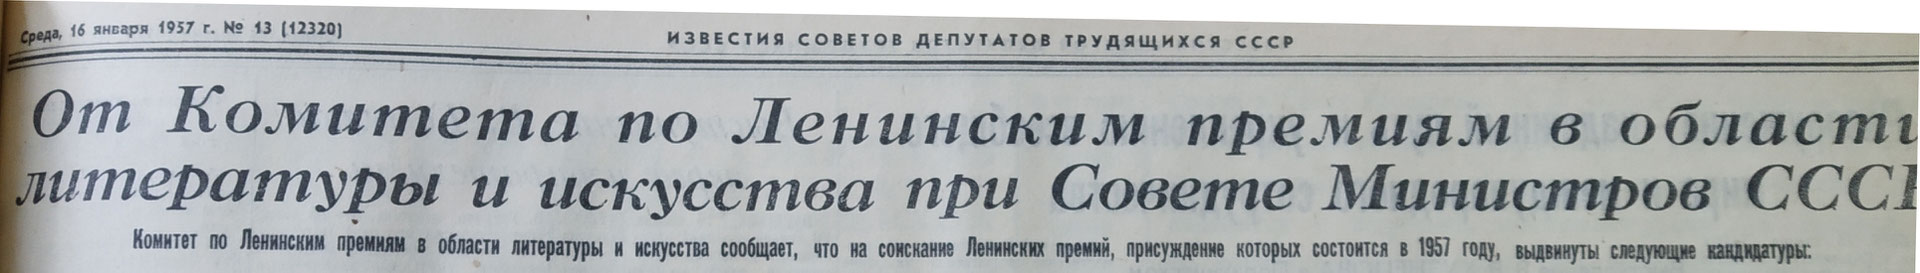 Среда, 16 января 1957 г. № 13 (12320)
ИЗВЕСТИЯ СОВЕТОВ ДЕПУТАТОВ ТРУДЯЩИХСЯ СССР
От Комитета по Ленинским премиям в области
литературы и искусства при Совете Министров СССР
Комитет по Ленинским премиям в области литературы и искусства сообщает, что на соискание Ленинских премий, присуждение которых состоится в 1957 году, выдвинуты следующие кандидатуры: